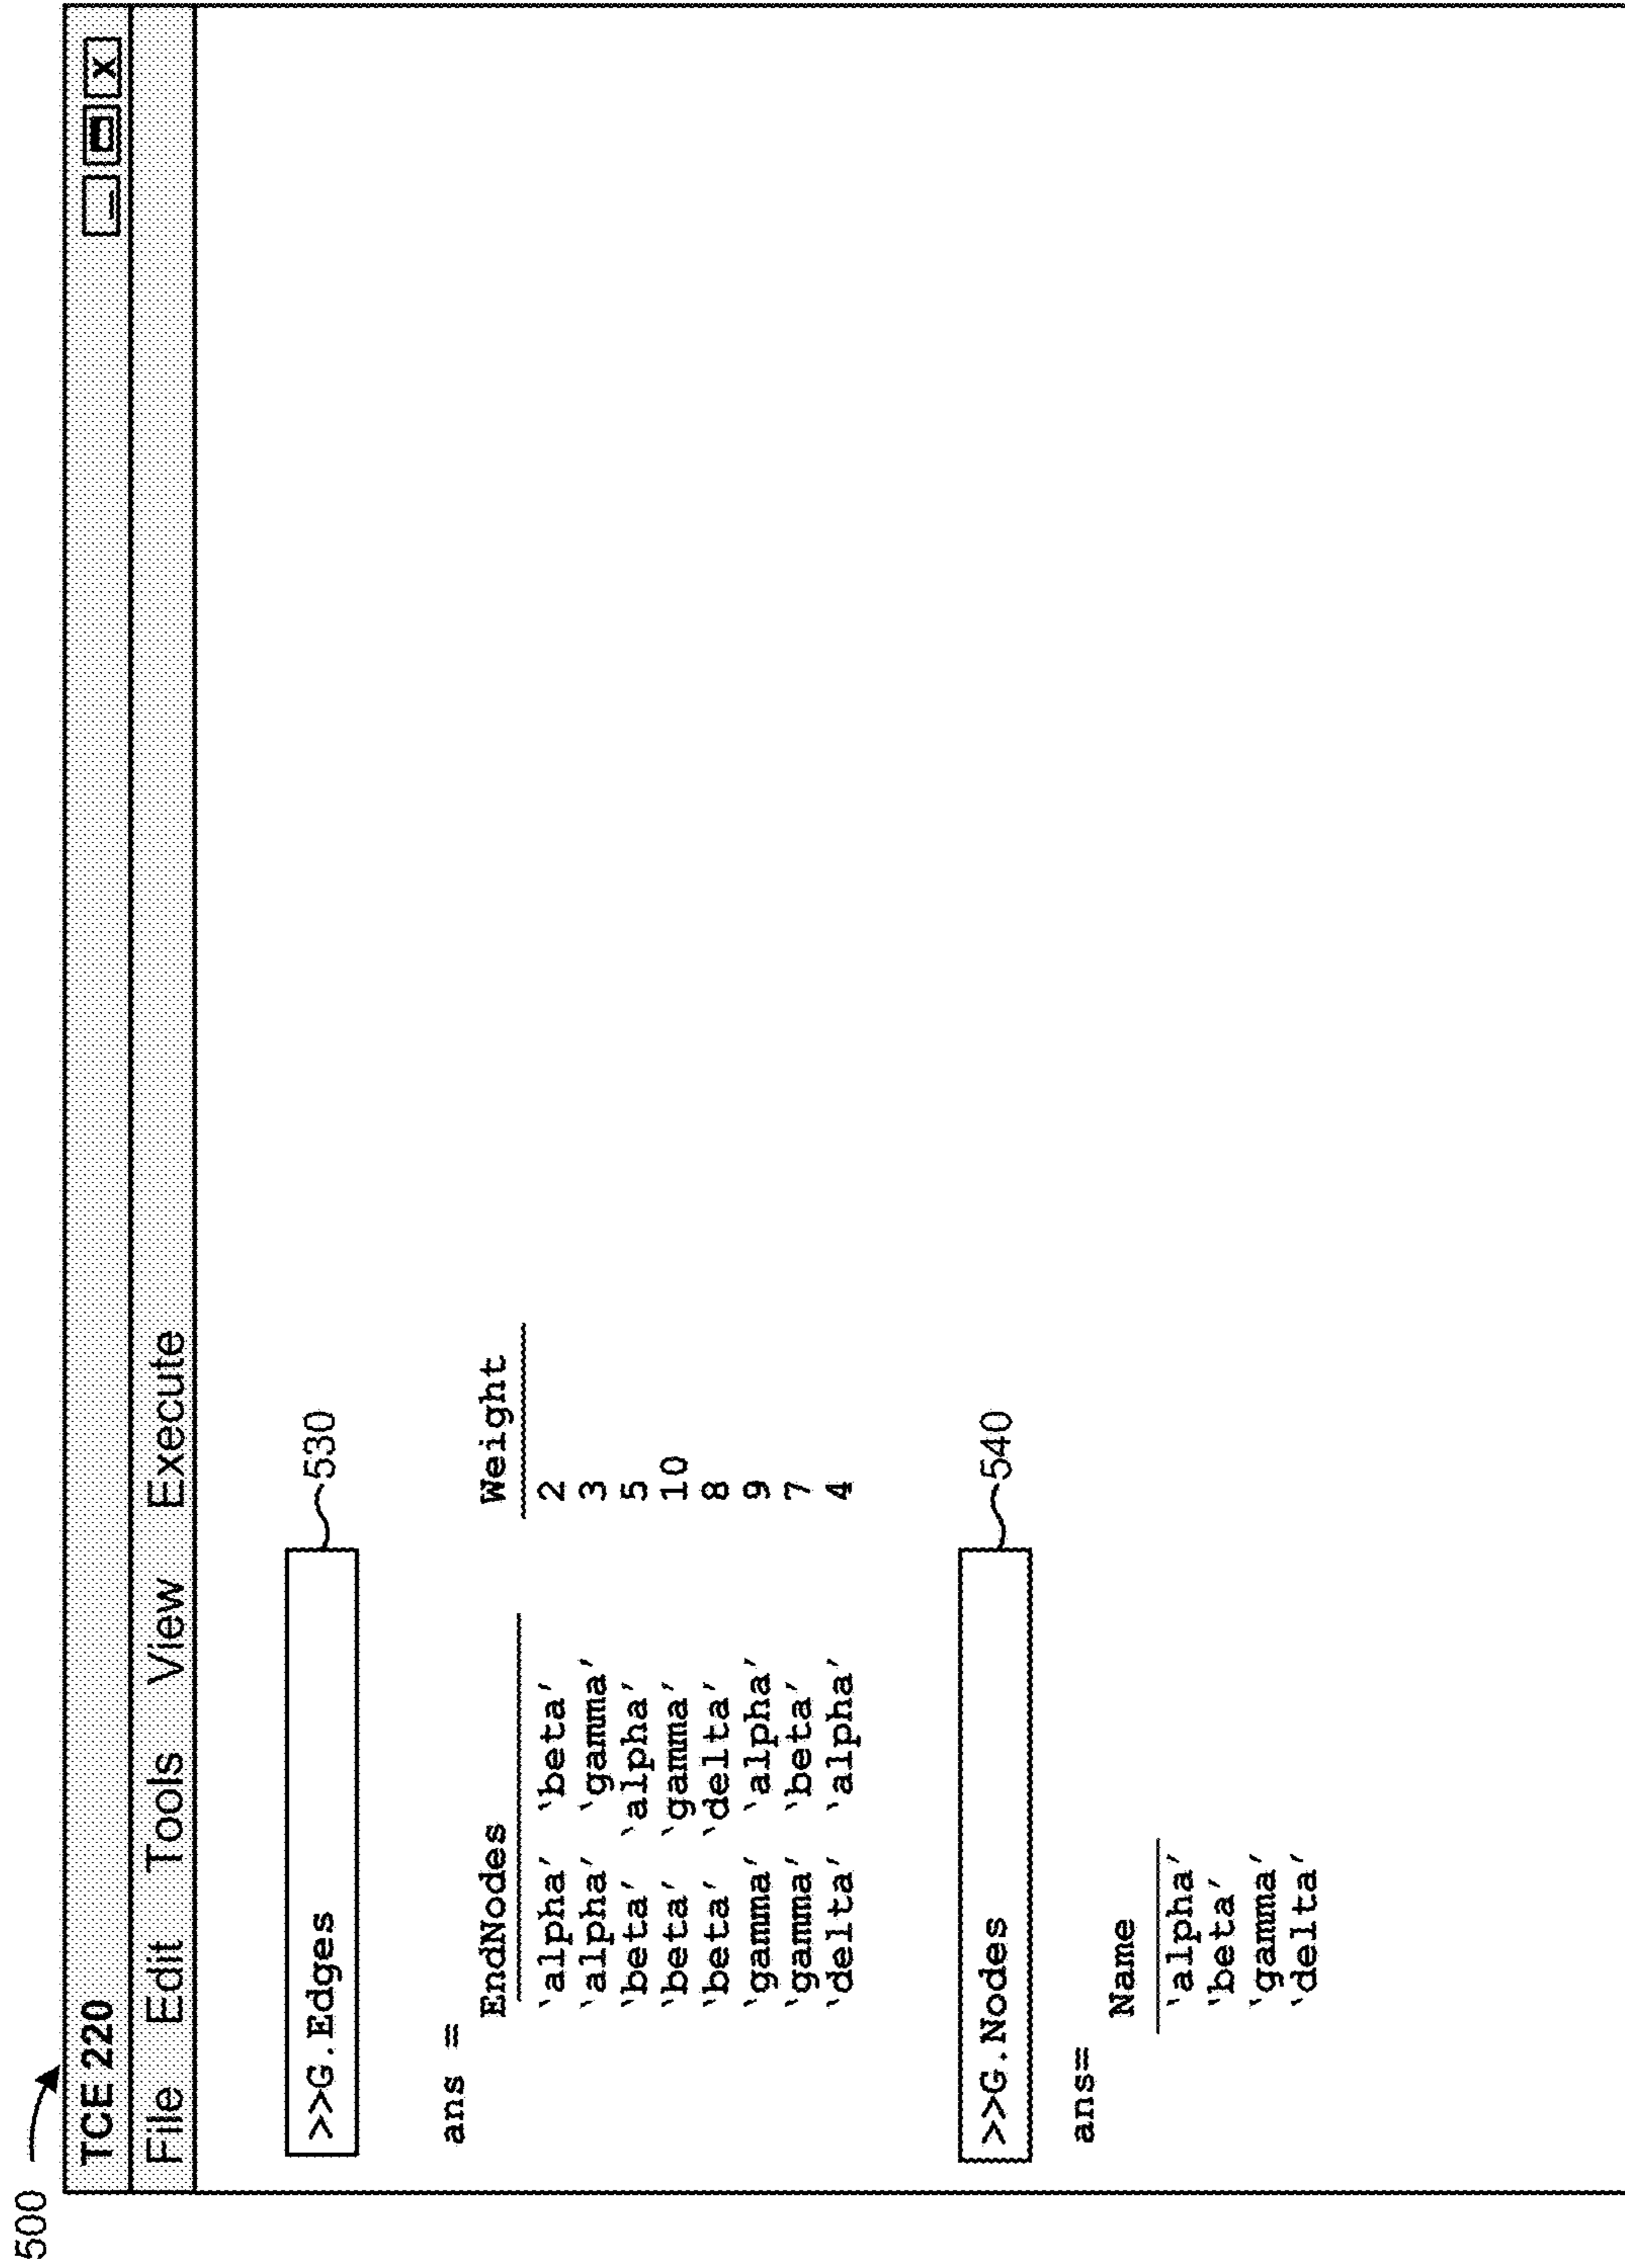 500
TCE 220 _ X
File Edit Tools View Execute
>>G.Edges
530
ans =
EndNodes Weight
`alpha′ `beta′ 2
`alpha′ `gamma′ 3
`beta′ `alpha′ 5
`beta′ `gamma′ 10
`beta′ `delta′ 8
`gamma′ `alpha′ 9
`gamma′ `beta′ 7
`delta′ `alpha′ 4
>>G.Nodes
540
ans=
Name
`alpha′
`beta′
`gamma′
`delta′